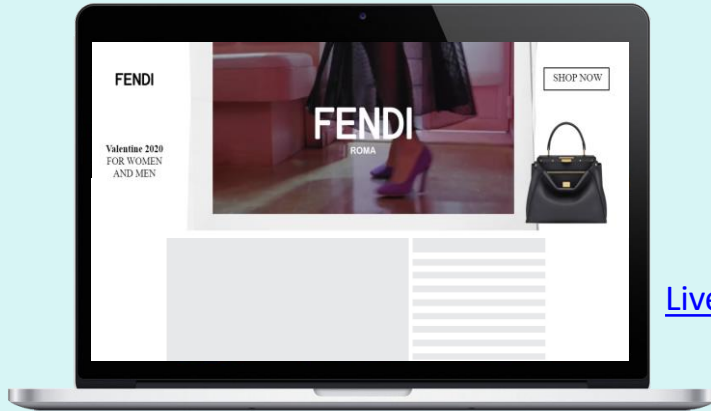 FENDI
Valentine 2020
FOR WOMEN
AND MEN
FENDI
ROMA
SHOP NOW
Live